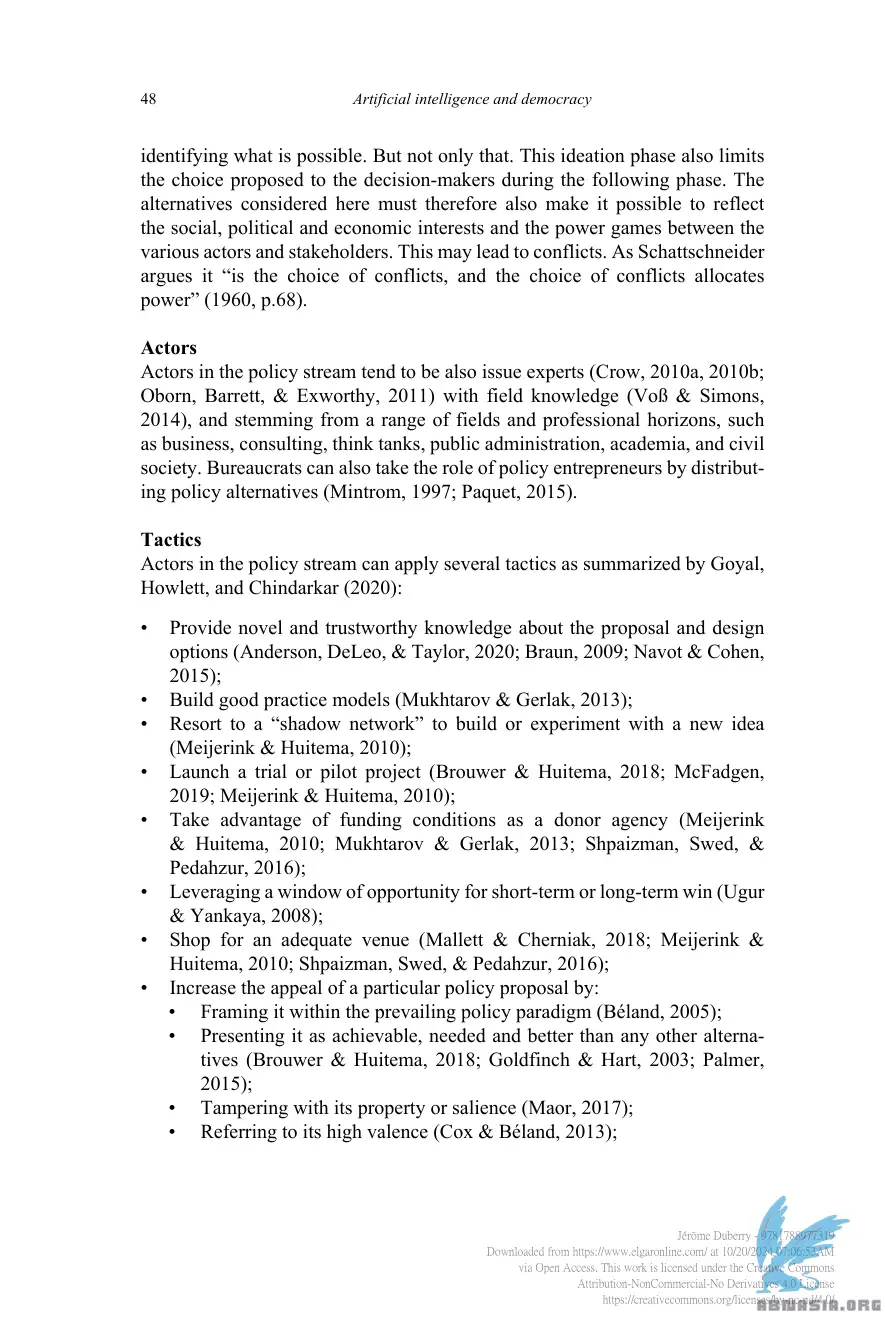 48 Artificial intelligence and democracy
identifying what is possible. But not only that. This ideation phase also limits
the choice proposed to the decision-makers during the following phase. The
alternatives considered here must therefore also make it possible to reflect
the social, political and economic interests and the power games between the
various actors and stakeholders. This may lead to conflicts. As Schattschneider
argues it “is the choice of conflicts, and the choice of conflicts allocates
power” (1960, p.68).
Actors
Actors in the policy stream tend to be also issue experts (Crow, 2010a, 2010b;
Oborn, Barrett, & Exworthy, 2011) with field knowledge (Voß & Simons,
2014), and stemming from a range of fields and professional horizons, such
as business, consulting, think tanks, public administration, academia, and civil
society. Bureaucrats can also take the role of policy entrepreneurs by distribut-
ing policy alternatives (Mintrom, 1997; Paquet, 2015).
Tactics
Actors in the policy stream can apply several tactics as summarized by Goyal,
Howlett, and Chindarkar (2020):
• Provide novel and trustworthy knowledge about the proposal and design
options (Anderson, DeLeo, & Taylor, 2020; Braun, 2009; Navot & Cohen,
2015);
• Build good practice models (Mukhtarov & Gerlak, 2013);
• Resort to a “shadow network” to build or experiment with a new idea
(Meijerink & Huitema, 2010);
• Launch a trial or pilot project (Brouwer & Huitema, 2018; McFadgen,
2019; Meijerink & Huitema, 2010);
• Take advantage of funding conditions as a donor agency (Meijerink
& Huitema, 2010; Mukhtarov & Gerlak, 2013; Shpaizman, Swed, &
Pedahzur, 2016);
• Leveraging a window of opportunity for short-term or long-term win (Ugur
& Yankaya, 2008);
• Shop for an adequate venue (Mallett & Cherniak, 2018; Meijerink &
Huitema, 2010; Shpaizman, Swed, & Pedahzur, 2016);
• Increase the appeal of a particular policy proposal by:
• Framing it within the prevailing policy paradigm (Béland, 2005);
• Presenting it as achievable, needed and better than any other alterna-
tives (Brouwer & Huitema, 2018; Goldfinch & Hart, 2003; Palmer,
2015);
• Tampering with its property or salience (Maor, 2017);
• Referring to its high valence (Cox & Béland, 2013);
Jérôme Duberry - 9781788977319
Downloaded from https://www.elgaronline.com/ at 10/20/2024 07:06:53AM
via Open Access. This work is licensed under the Creative Commons
Attribution-NonCommercial-No Derivatives 4.0 License
https://creativecommons.org/licenses/by-nc-nd/4.0/
ABNASIA.ORG